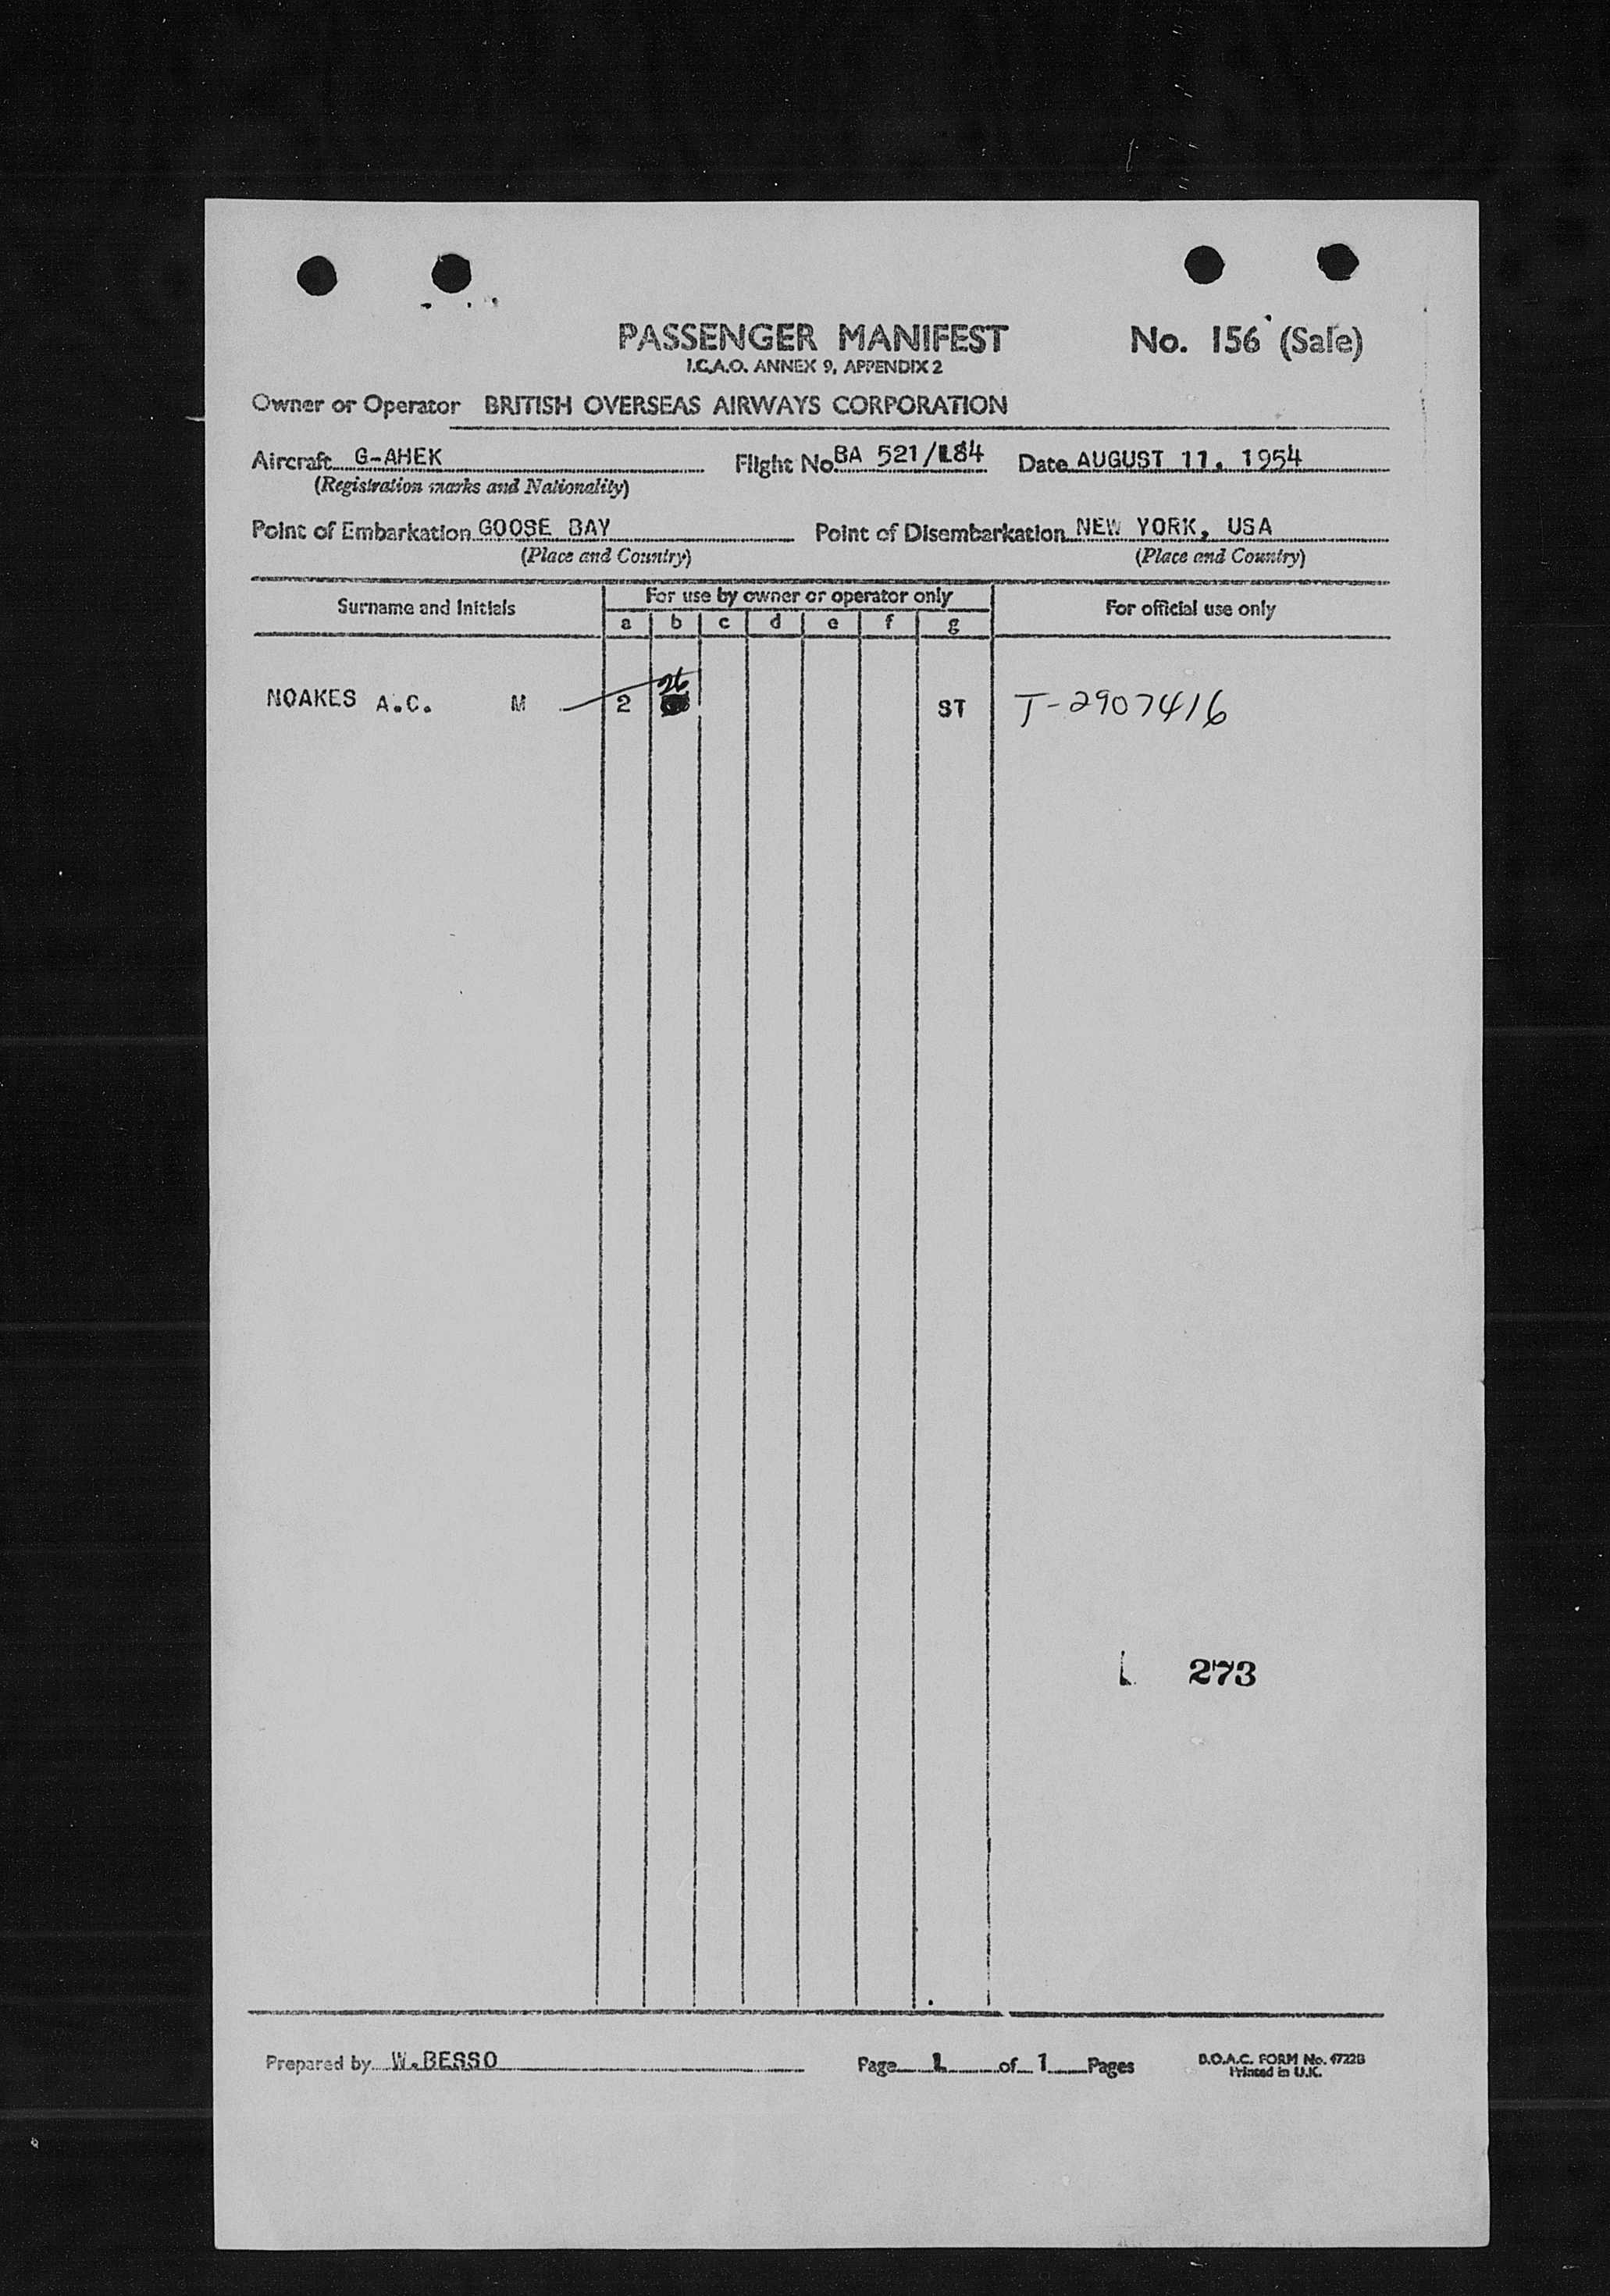 PASSENGER MANIFEST No. 156 (Sale)
I.C.A.O. ANNEX 9, APPENDIX 2
Owner or Operator BRITISH OVERSEAS AIRWAYS CORPORATION
Aircraft G-AHEK Flight No BA 521/184 Date AUGUST 11. 1954
(Registration marks and Nationality)
Point of Embarkation GOOSE BAY Point of Disembarkation NEW YORK, USA
(Place and Country) (Place and Country)
Surname and Initials For use by owner or operator only For official use only
a b c d e f g
26
NOAKES A.C. M 2 ST T-2907416
273
Prepared by W.BESSO Page 1 of 1 Pages B.O.A.C. FORM No. 4722B
Printed in U.K.